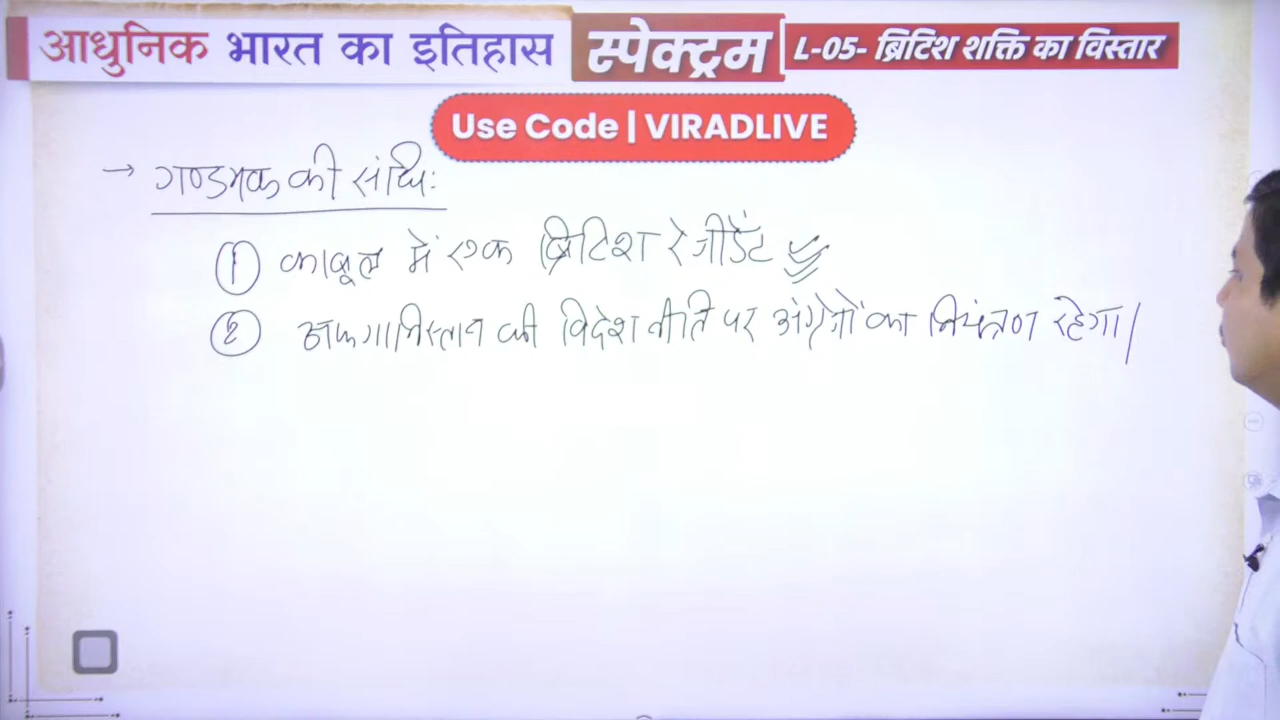 आधुनिक भारत का इतिहास स्पेक्ट्रम L-05- ब्रिटिश शक्ति का विस्तार
Use Code | VIRADLIVE
→ गण्डमक की संधि:
① काबूल में एक ब्रिटिश रेजीडेंट
② अफगानिस्तान की विदेश नीति पर अंग्रेजों का नियंत्रण रहेगा।